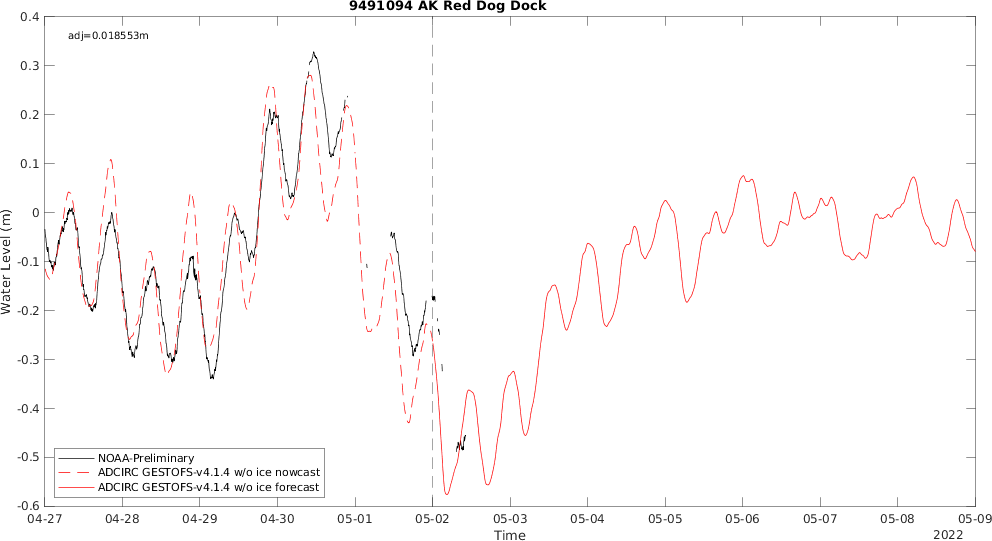 9491094 AK Red Dog Dock
adj=0.018553m
0.4
0.3
0.2
0.1
0
-0.1
-0.2
-0.3
-0.4
-0.5
-0.6
Water Level (m)
NOAA-Preliminary
ADCIRC GESTOFS-v4.1.4 w/o ice nowcast
ADCIRC GESTOFS-v4.1.4 w/o ice forecast
04-27 04-28 04-29 04-30 05-01 05-02 05-03 05-04 05-05 05-06 05-07 05-08 05-09
Time
2022